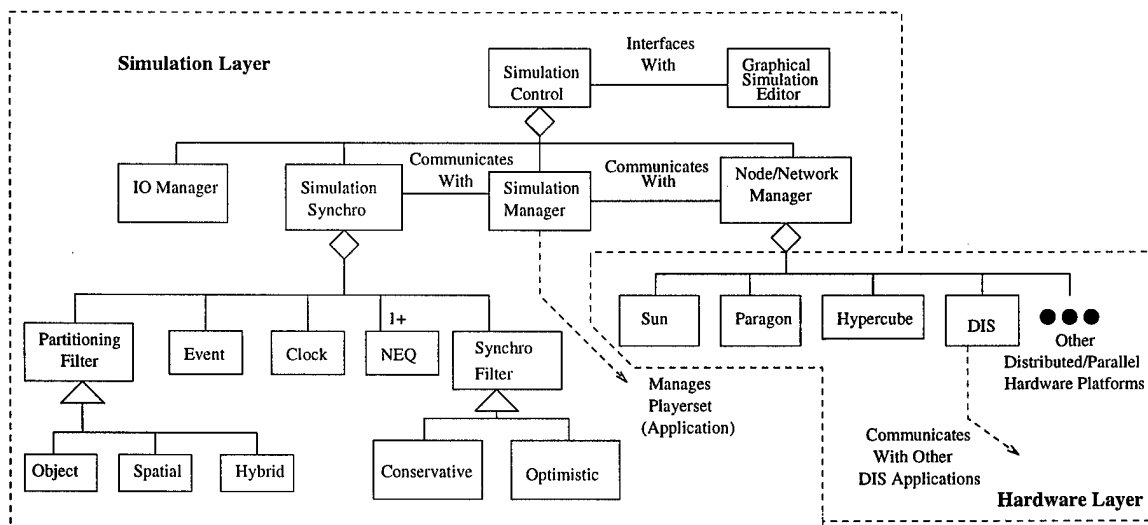 Simulation Layer
Simulation
Control
Interfaces
With
Graphical
Simulation
Editor
IO Manager
Simulation
Synchro
Communicates
With
Simulation
Manager
Communicates
With
Node/Network
Manager
Partitioning
Filter
Event
Clock
1+
NEQ
Synchro
Filter
Sun
Paragon
Hypercube
DIS
Other
Distributed/Parallel
Hardware Platforms
Object
Spatial
Hybrid
Conservative
Optimistic
Manages
Playerset
(Application)
Communicates
With Other
DIS Applications
Hardware Layer